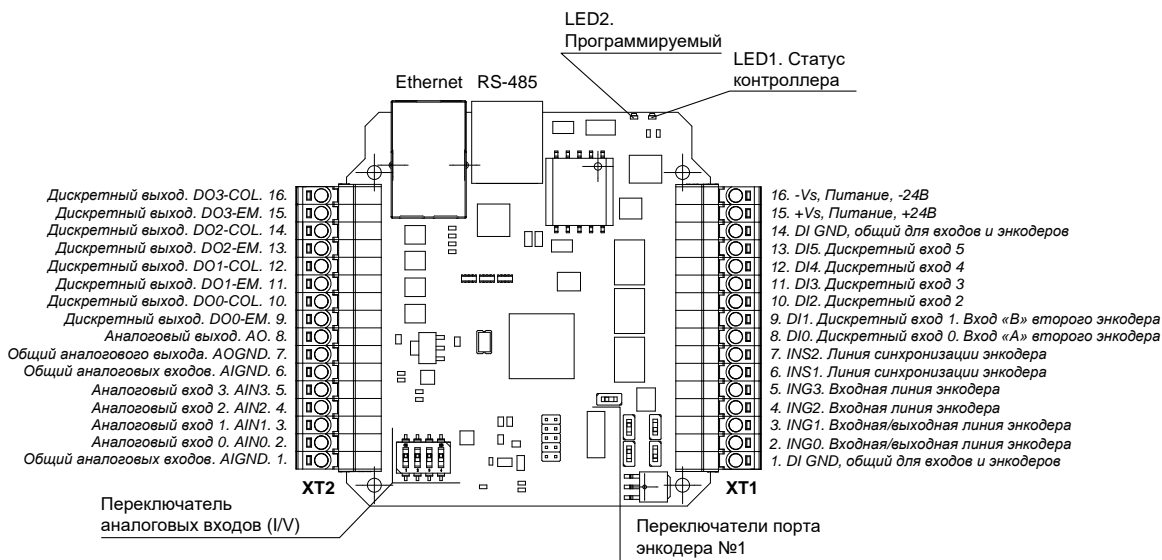 LED2.
Программируемый
LED1. Статус
контроллера
Ethernet RS-485
Дискретный выход. DO3-COL. 16.
Дискретный выход. DO3-EM. 15.
Дискретный выход. DO2-COL. 14.
Дискретный выход. DO2-EM. 13.
Дискретный выход. DO1-COL. 12.
Дискретный выход. DO1-EM. 11.
Дискретный выход. DO0-COL. 10.
Дискретный выход. DO0-EM. 9.
Аналоговый выход. AO. 8.
Общий аналогового выхода. AOGND. 7.
Общий аналоговых входов. AIGND. 6.
Аналоговый вход 3. AIN3. 5.
Аналоговый вход 2. AIN2. 4.
Аналоговый вход 1. AIN1. 3.
Аналоговый вход 0. AIN0. 2.
Общий аналоговых входов. AIGND. 1.
XT2
16. -Vs, Питание, -24В
15. +Vs, Питание, +24В
14. DI GND, общий для входов и энкодеров
13. DI5. Дискретный вход 5
12. DI4. Дискретный вход 4
11. DI3. Дискретный вход 3
10. DI2. Дискретный вход 2
9. DI1. Дискретный вход 1. Вход «В» второго энкодера
8. DI0. Дискретный вход 0. Вход «А» второго энкодера
7. INS2. Линия синхронизации энкодера
6. INS1. Линия синхронизации энкодера
5. ING3. Входная линия энкодера
4. ING2. Входная линия энкодера
3. ING1. Входная/выходная линия энкодера
2. ING0. Входная/выходная линия энкодера
1. DI GND, общий для входов и энкодеров
XT1
Переключатель
аналоговых входов (I/V)
Переключатели порта
энкодера №1